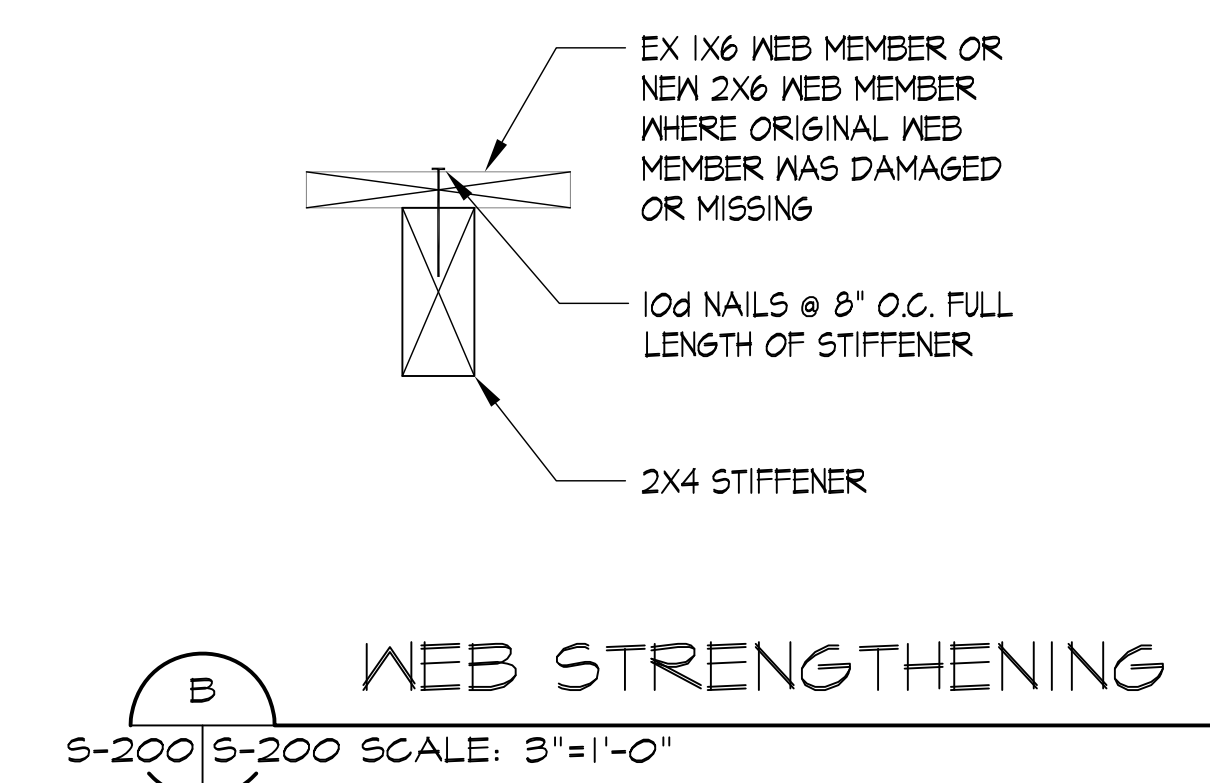 EX 1X6 WEB MEMBER OR
NEW 2X6 WEB MEMBER
WHERE ORIGINAL WEB
MEMBER WAS DAMAGED
OR MISSING
10d NAILS @ 8" O.C. FULL
LENGTH OF STIFFENER
2X4 STIFFENER
B
WEB STRENGTHENING
S-200 S-200 SCALE: 3"=1'-0"